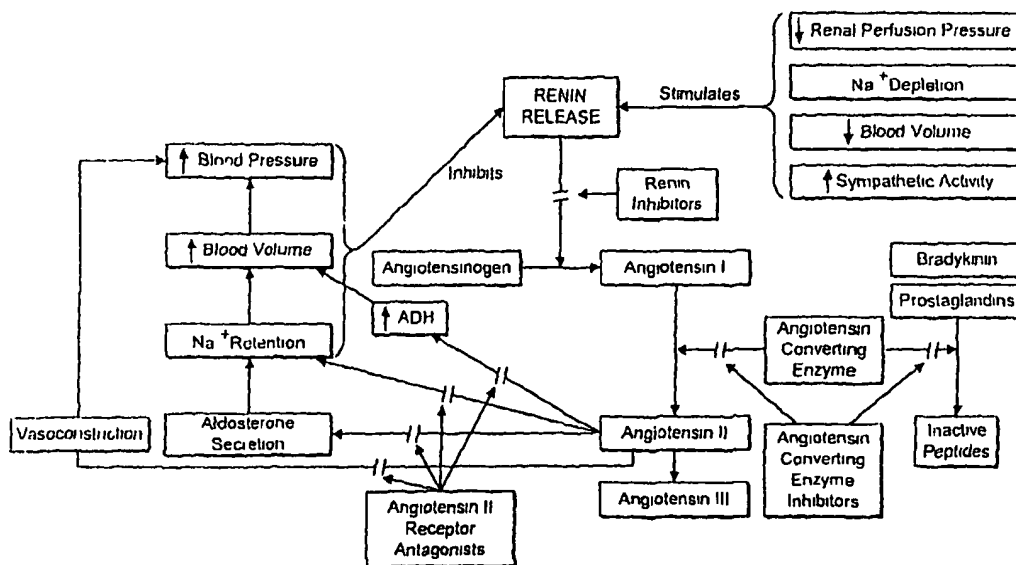 ↓ Renal Perfusion Pressure
Na+ Depletion
↓ Blood Volume
↑ Sympathetic Activity
Stimulates
RENIN
RELEASE
Inhibits
↑ Blood Pressure
↑ Blood Volume
Na+ Retention
Renin
Inhibitors
Angiotensinogen
Angiotensin I
Bradykinin
Prostaglandins
↑ ADH
Angiotensin
Converting
Enzyme
Vasoconstriction
Aldosterone
Secretion
Angiotensin II
Angiotensin III
Angiotensin
Converting
Enzyme
Inhibitors
Inactive
Peptides
Angiotensin II
Receptor
Antagonists